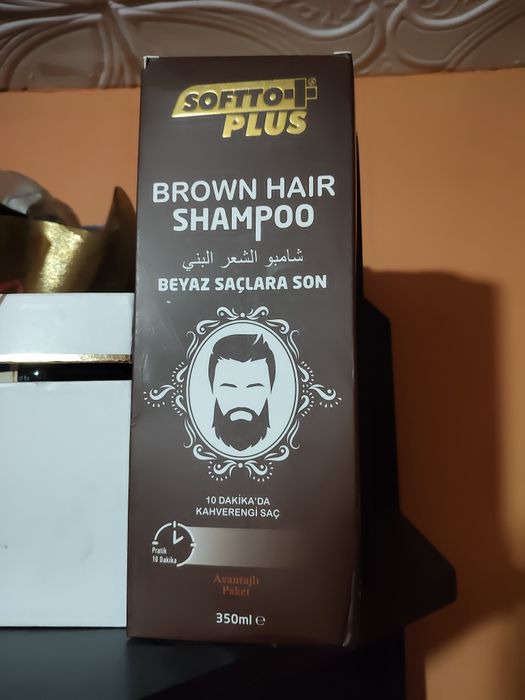 SOFTTO+®
PLUS
BROWN HAIR
SHAMPOO
شامبو الشعر البني
BEYAZ SAÇLARA SON
10 DAKİKA'DA
KAHVERENGİ SAÇ
Pratik
10 Dakika
Avantajlı
Paket
350ml ℮